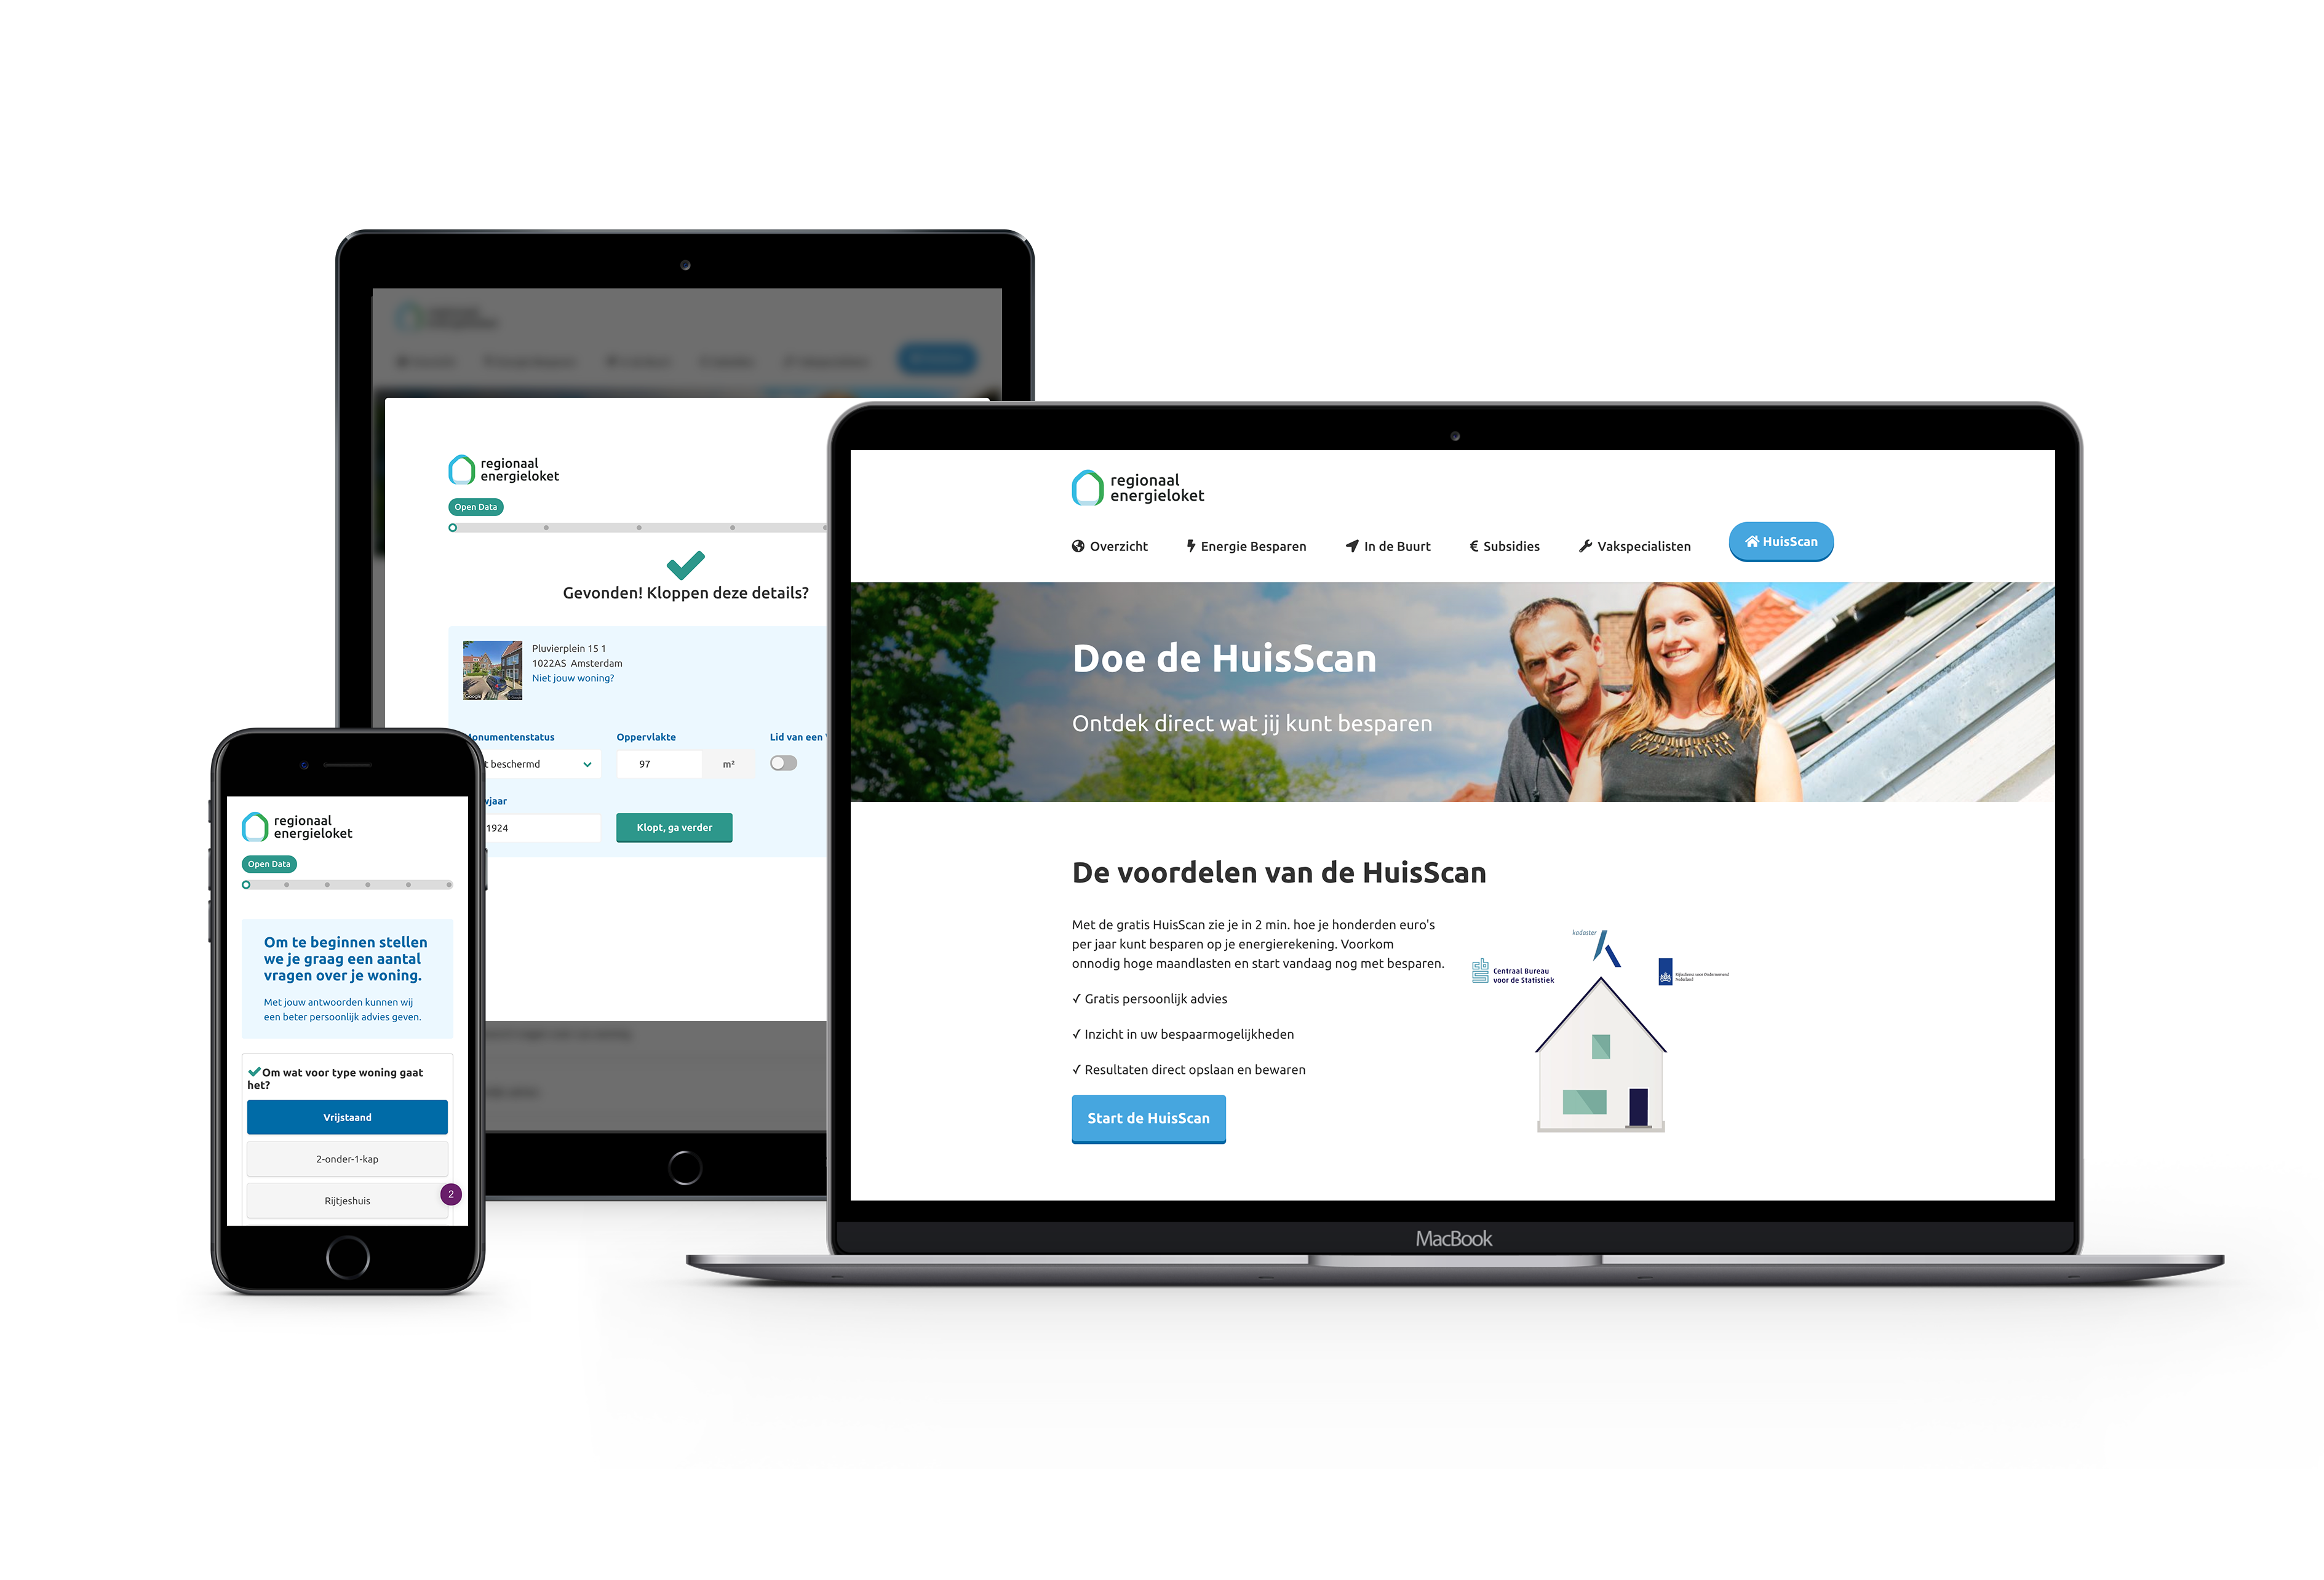 regionaal
energieloket
Open Data
Gevonden! Kloppen deze details?
Pluvierplein 15 1
1022AS Amsterdam
Niet jouw woning?
onumentenstatus
Oppervlakte
Lid van een
t beschermd
97
m²
vjaar
1924
Klopt, ga verder
Google
regionaal
energieloket
Open Data
Om te beginnen stellen
we je graag een aantal
vragen over je woning.
Met jouw antwoorden kunnen wij
een beter persoonlijk advies geven.
Om wat voor type woning gaat
het?
Vrijstaand
2-onder-1-kap
Rijtjeshuis
2
regionaal
energieloket
Overzicht
Energie Besparen
In de Buurt
€ Subsidies
Vakspecialisten
HuisScan
Doe de HuisScan
Ontdek direct wat jij kunt besparen
De voordelen van de HuisScan
Met de gratis HuisScan zie je in 2 min. hoe je honderden euro's
per jaar kunt besparen op je energierekening. Voorkom
onnodig hoge maandlasten en start vandaag nog met besparen.
✓ Gratis persoonlijk advies
✓ Inzicht in uw bespaarmogelijkheden
✓ Resultaten direct opslaan en bewaren
Start de HuisScan
kadaster
Centraal Bureau
voor de Statistiek
Rijksdienst voor Ondernemend
Nederland
MacBook